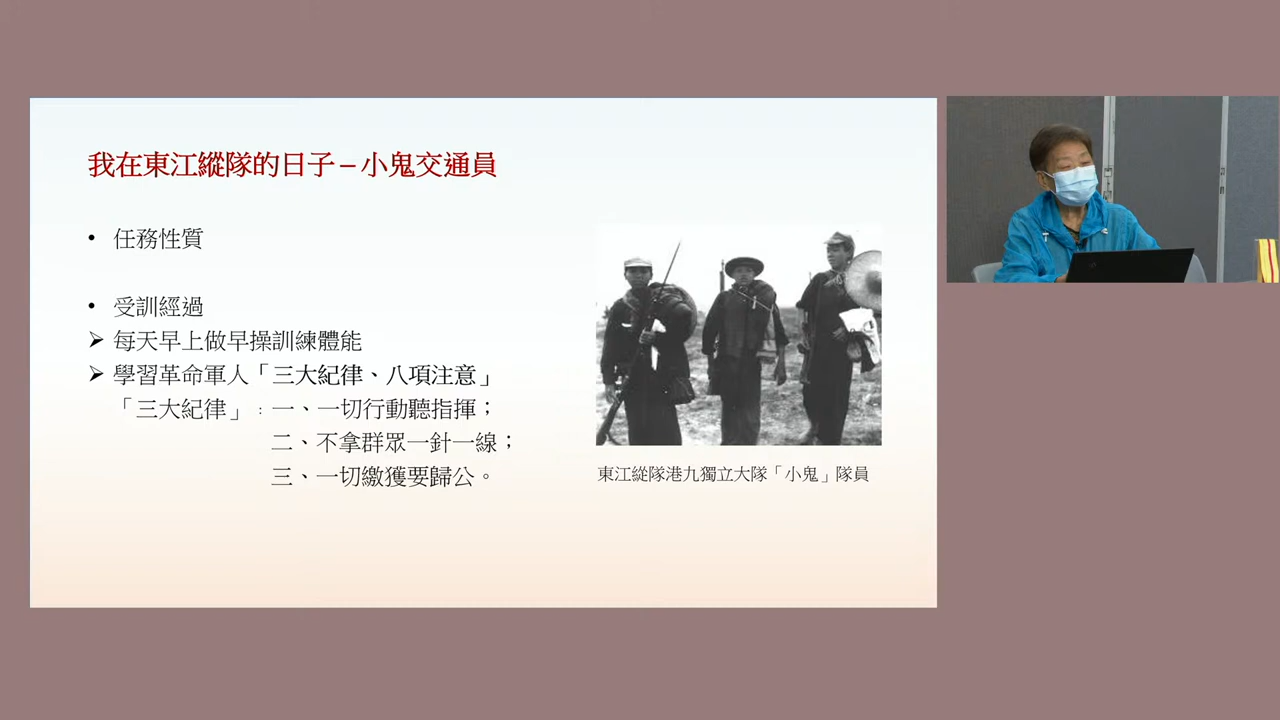 我在東江縱隊的日子–小鬼交通員
• 任務性質
• 受訓經過
➢ 每天早上做早操訓練體能
➢ 學習革命軍人「三大紀律、八項注意」
「三大紀律」：一、一切行動聽指揮；
二、不拿群眾一針一線；
三、一切繳獲要歸公。
東江縱隊港九獨立大隊「小鬼」隊員